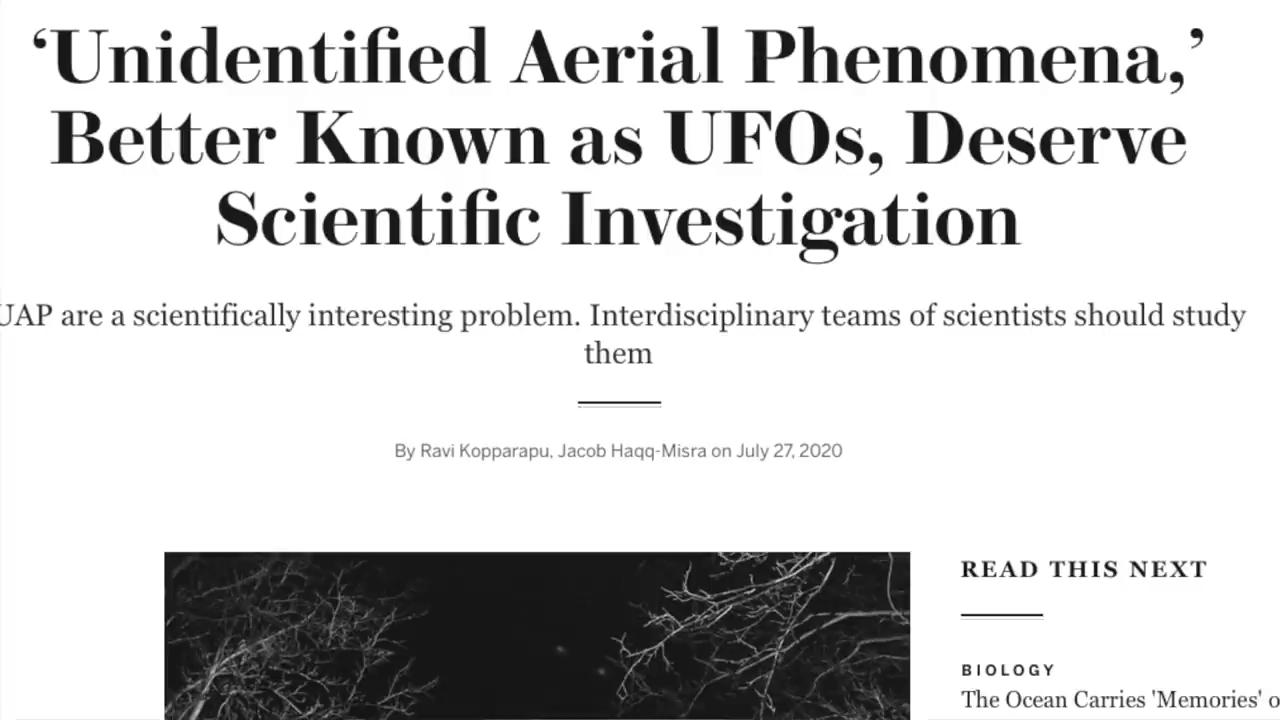 ‘Unidentified Aerial Phenomena,’
Better Known as UFOs, Deserve
Scientific Investigation
UAP are a scientifically interesting problem. Interdisciplinary teams of scientists should study
them
By Ravi Kopparapu, Jacob Haqq-Misra on July 27, 2020
READ THIS NEXT
BIOLOGY
The Ocean Carries 'Memories'